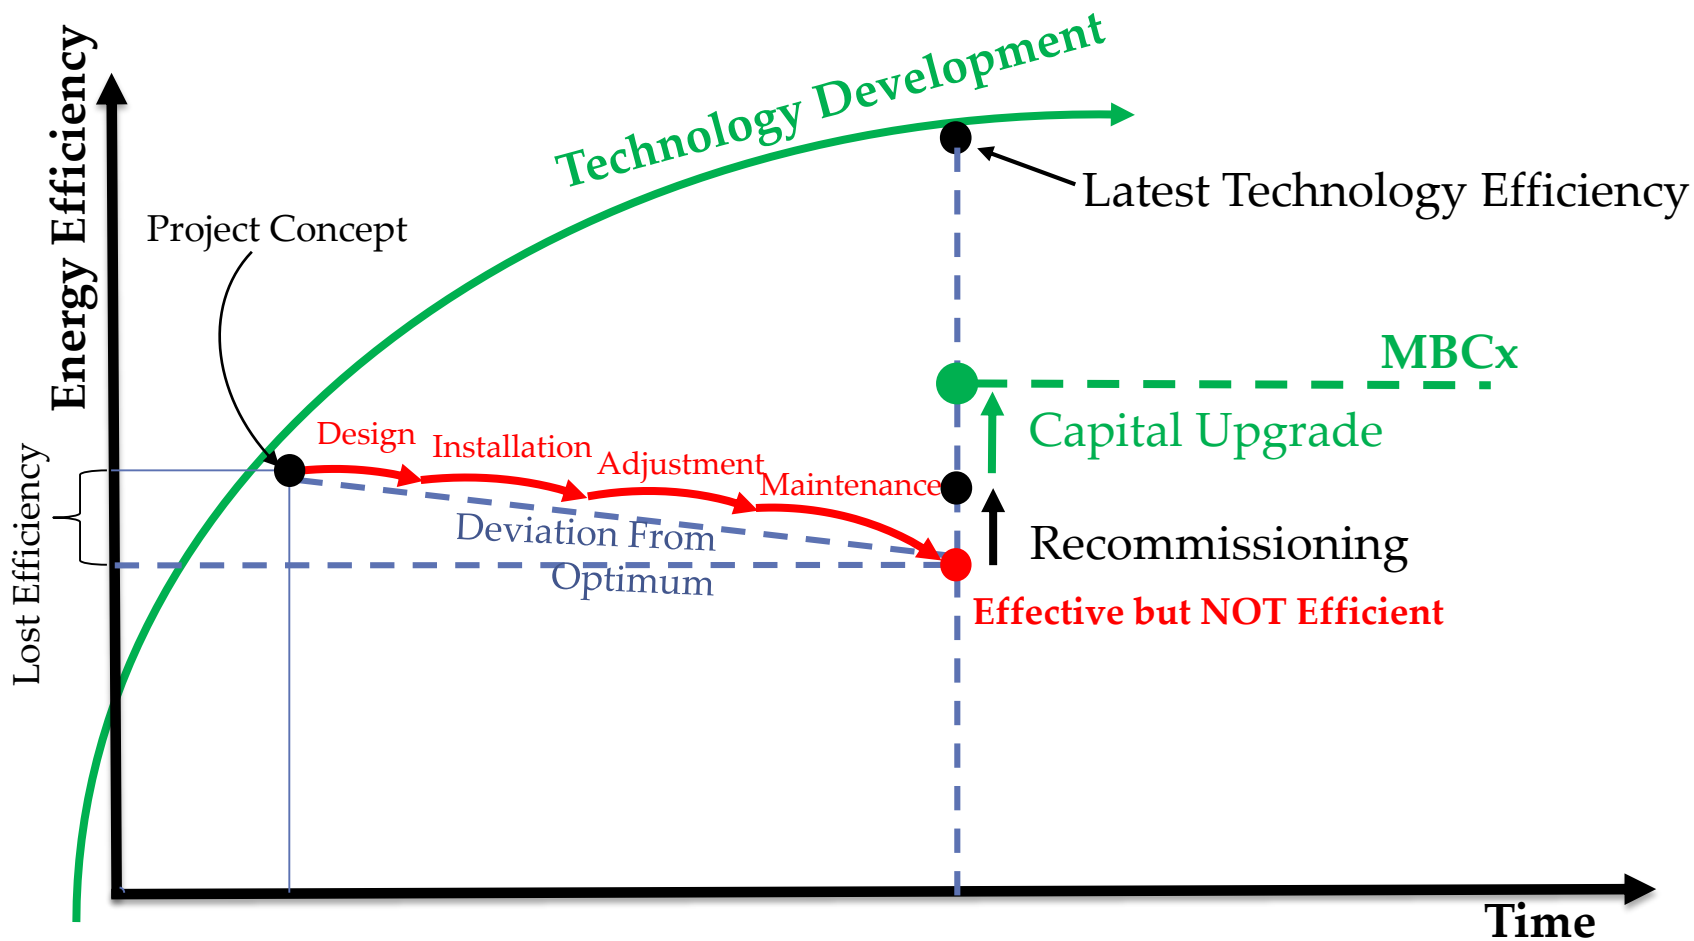 Technology Development
Energy Efficiency
Latest Technology Efficiency
Project Concept
MBCx
Capital Upgrade
Design
Installation
Adjustment
Maintenance
Deviation From
Optimum
Recommissioning
Effective but NOT Efficient
Lost Efficiency
Time